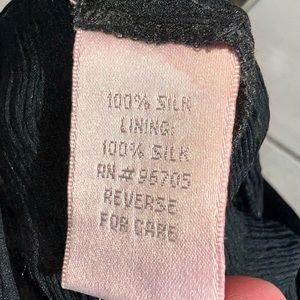 100% SILK
LINING:
100% SILK
RN#96705
REVERSE
FOR CARE